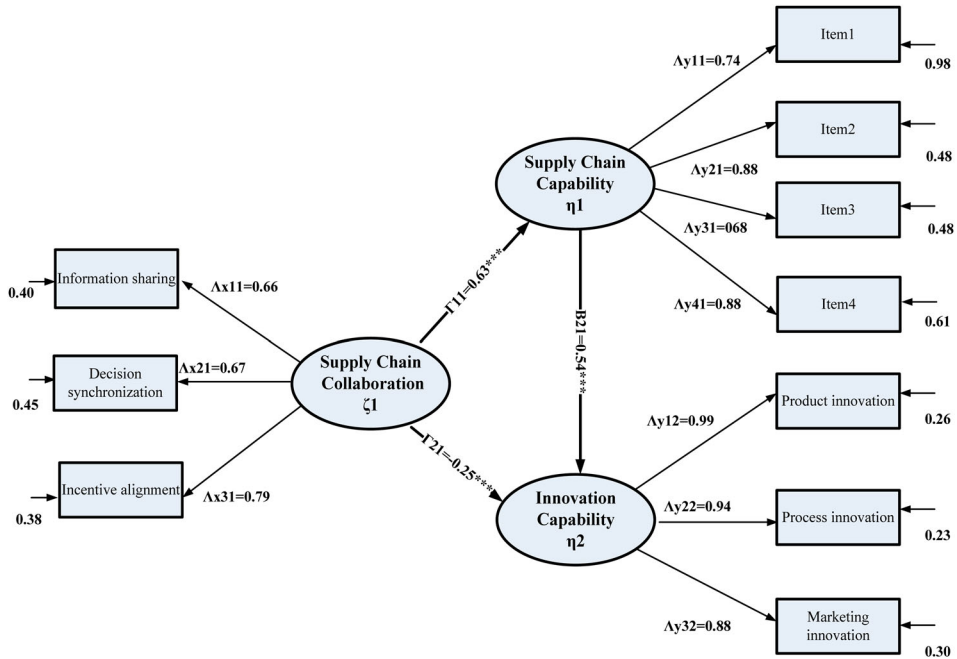 Item1
Λy11=0.74
0.98
Item2
Λy21=0.88
0.48
Supply Chain
Capability
η1
Item3
Λy31=068
0.48
Item4
Λy41=0.88
0.61
Γ11=0.63***
B21=0.54***
Information sharing
0.40
Λx11=0.66
Decision
synchronization
0.45
Λx21=0.67
Supply Chain
Collaboration
ζ1
Incentive alignment
0.38
Λx31=0.79
Γ21=-0.25***
Product innovation
Λy12=0.99
0.26
Innovation
Capability
η2
Process innovation
Λy22=0.94
0.23
Marketing
innovation
Λy32=0.88
0.30